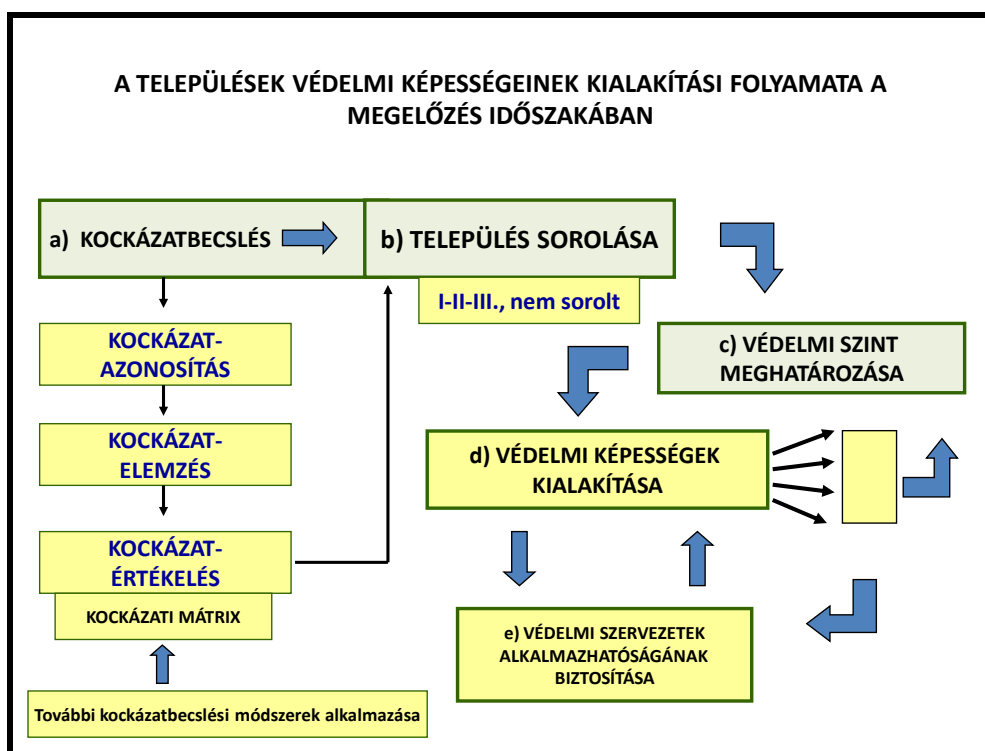 A TELEPÜLÉSEK VÉDELMI KÉPESSÉGEINEK KIALAKÍTÁSI FOLYAMATA A
MEGELŐZÉS IDŐSZAKÁBAN
a) KOCKÁZATBECSLÉS
b) TELEPÜLÉS SOROLÁSA
I-II-III., nem sorolt
c) VÉDELMI SZINT
MEGHATÁROZÁSA
KOCKÁZAT-
AZONOSÍTÁS
KOCKÁZAT-
ELEMZÉS
d) VÉDELMI KÉPESSÉGEK
KIALAKÍTÁSA
KOCKÁZAT-
ÉRTÉKELÉS
KOCKÁZATI MÁTRIX
e) VÉDELMI SZERVEZETEK
ALKALMAZHATÓSÁGÁNAK
BIZTOSÍTÁSA
További kockázatbecslési módszerek alkalmazása